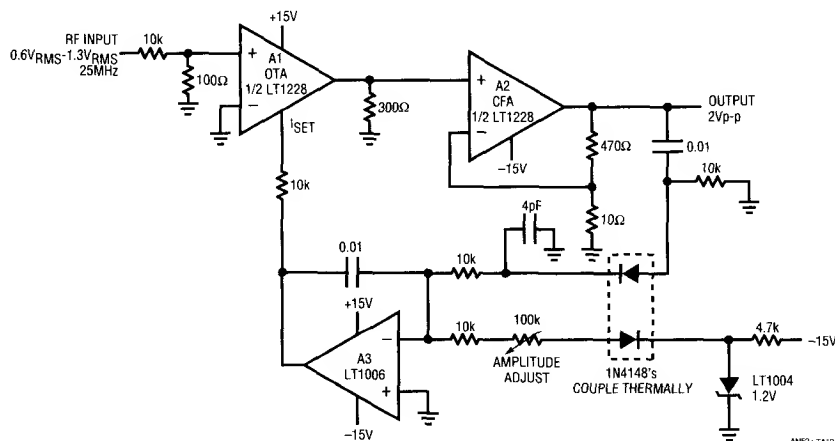 +15V
RF INPUT
0.6VRMS-1.3VRMS
25MHz
10k
100Ω
A1
OTA
1/2 LT1228
+
−
iSET
300Ω
A2
CFA
1/2 LT1228
+
−
−15V
OUTPUT
2Vp-p
470Ω
0.01
10k
10Ω
10k
4pF
0.01
10k
+15V
A3
LT1006
−
+
−15V
10k
100k
AMPLITUDE
ADJUST
1N4148's
COUPLE THERMALLY
4.7k
−15V
LT1004
1.2V